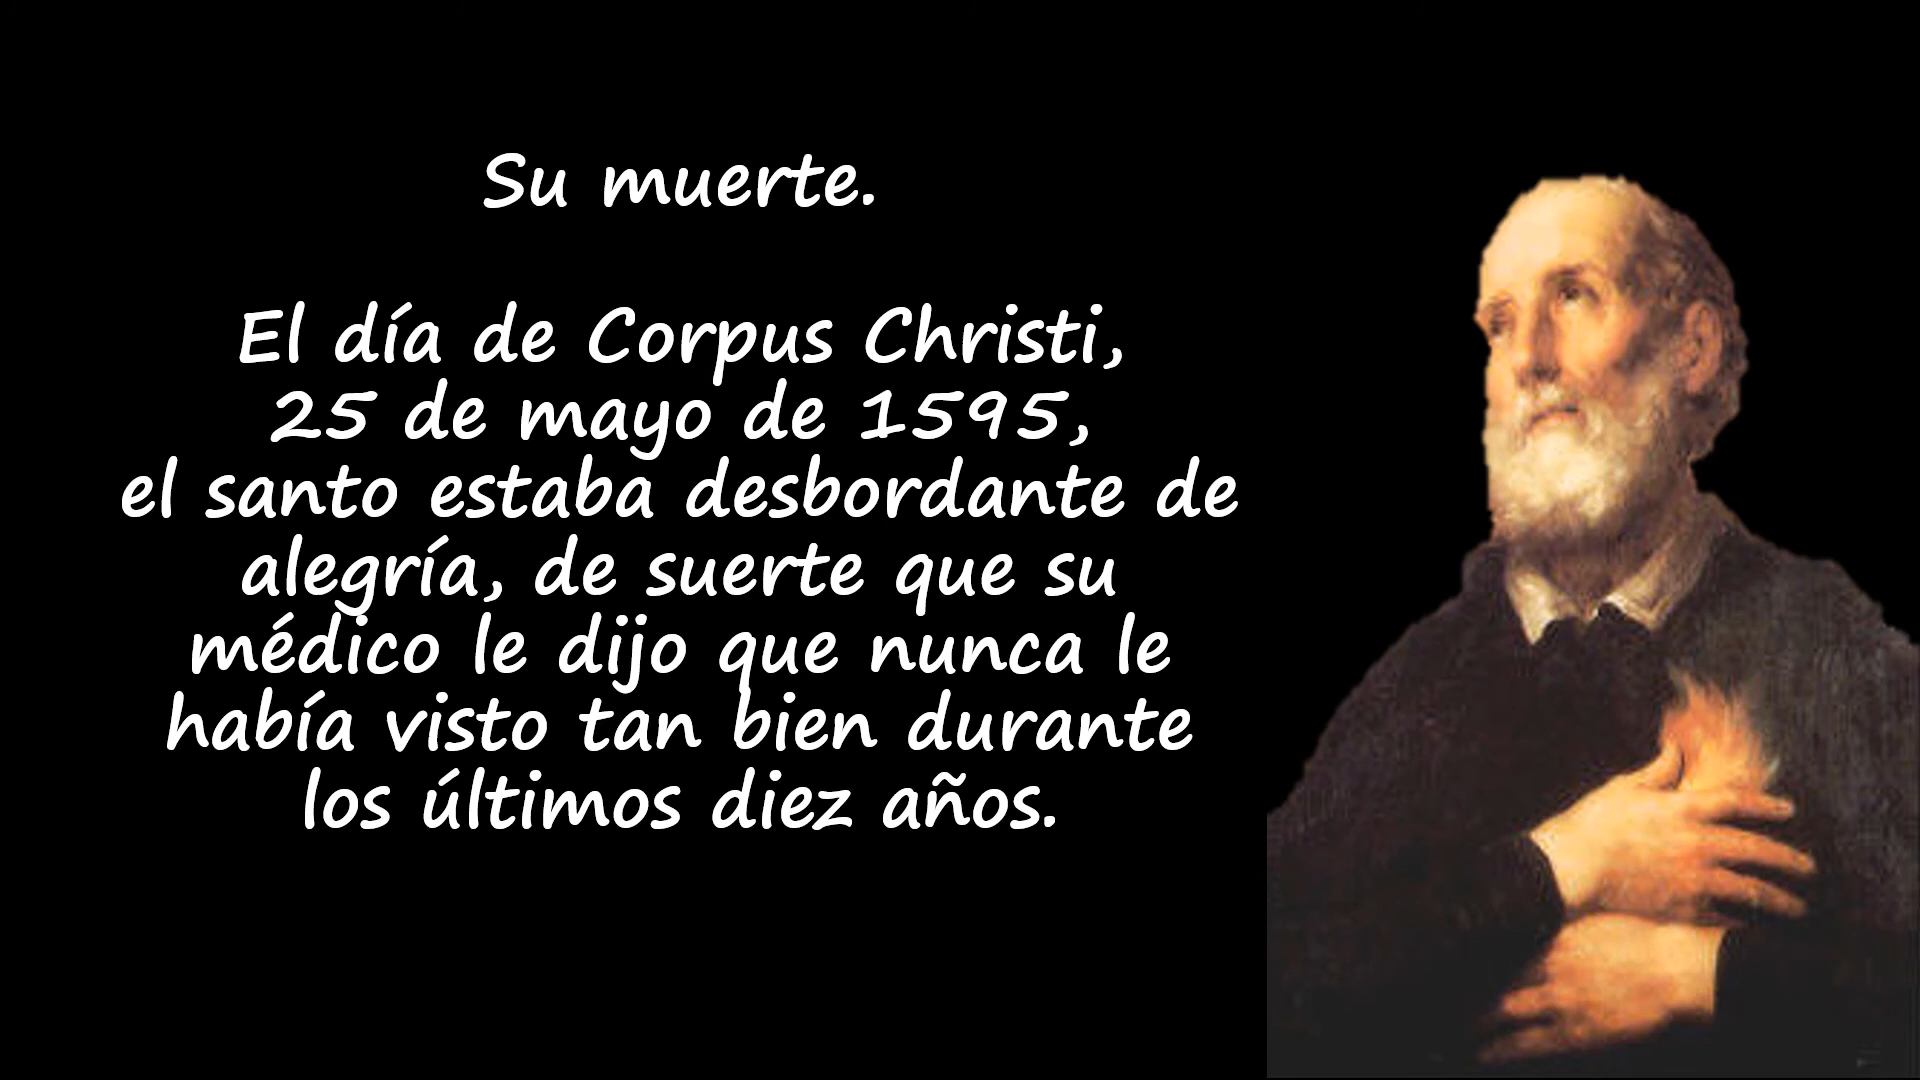 Su muerte.
El día de Corpus Christi,
25 de mayo de 1595,
el santo estaba desbordante de
alegría, de suerte que su
médico le dijo que nunca le
había visto tan bien durante
los últimos diez años.